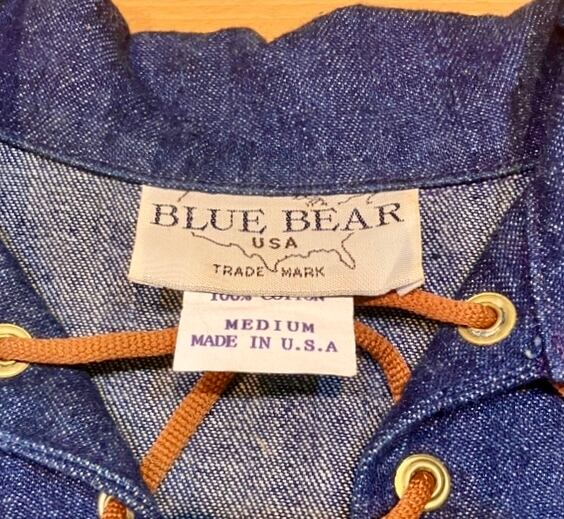 BLUE BEAR
USA
TRADE MARK
100% COTTON
MEDIUM
MADE IN U.S.A